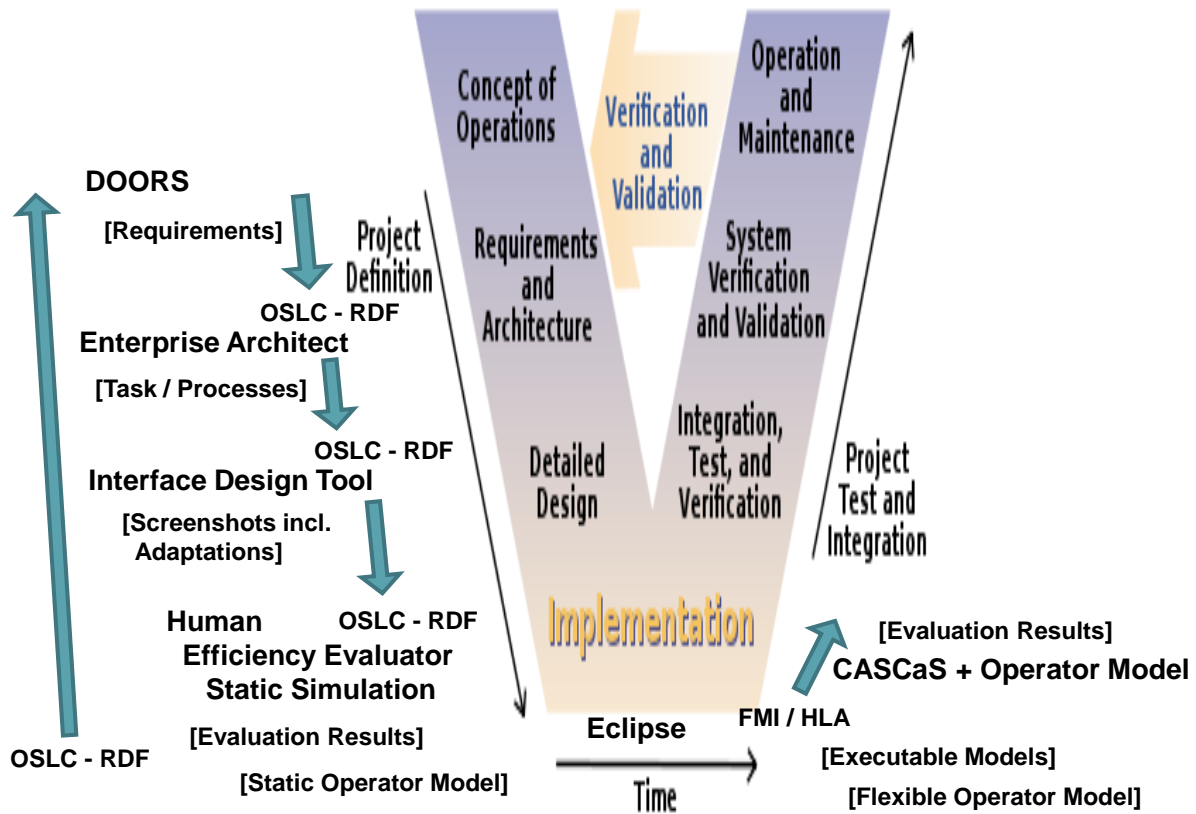 DOORS
[Requirements]
OSLC - RDF
Enterprise Architect
[Task / Processes]
OSLC - RDF
Interface Design Tool
[Screenshots incl.
Adaptations]
OSLC - RDF
Human
Efficiency Evaluator
Static Simulation
[Evaluation Results]
[Static Operator Model]
OSLC - RDF
Project
Definition
Concept of
Operations
Requirements
and
Architecture
Detailed
Design
Verification
and
Validation
Implementation
Operation
and
Maintenance
System
Verification
and Validation
Integration,
Test, and
Verification
Project
Test and
Integration
Eclipse
Time
[Evaluation Results]
CASCaS + Operator Model
FMI / HLA
[Executable Models]
[Flexible Operator Model]